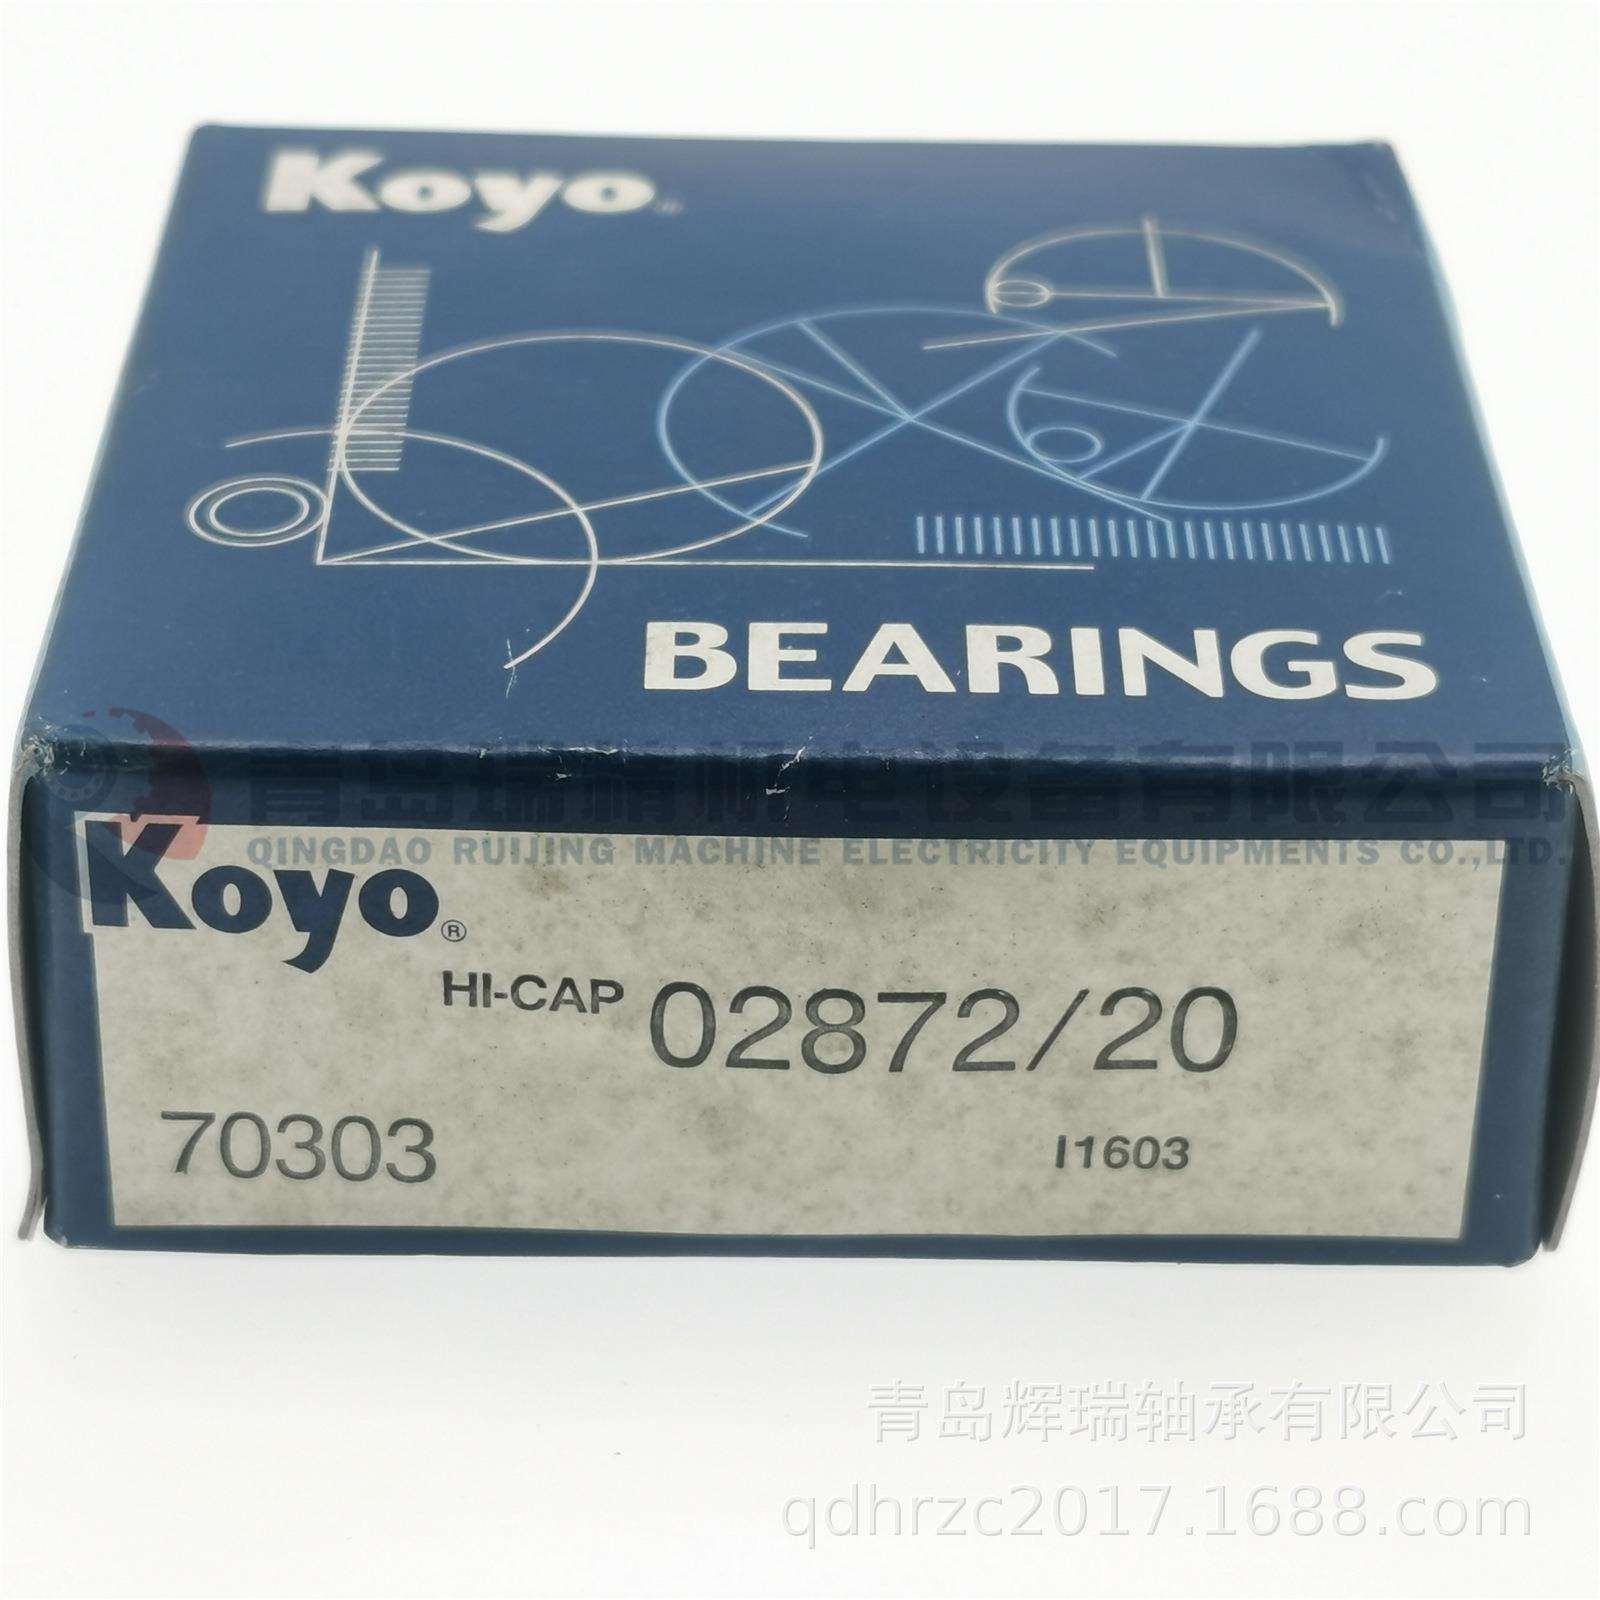 Koyo®
BEARINGS
青岛瑞精机电设备有限公司
QINGDAO RUIJING MACHINE ELECTRICITY EQUIPMENTS CO.,LTD.
Koyo®
HI-CAP 02872/20
70303 I1603
青岛辉瑞轴承有限公司
qdhrzc2017.1688.com